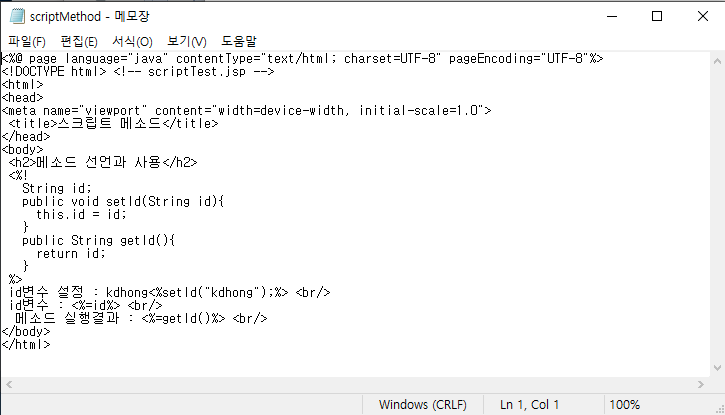 scriptMethod - 메모장
파일(F) 편집(E) 서식(O) 보기(V) 도움말
<%@ page language="java" contentType="text/html; charset=UTF-8" pageEncoding="UTF-8"%>
<!DOCTYPE html> <!-- scriptTest.jsp -->
<html>
<head>
<meta name="viewport" content="width=device-width, initial-scale=1.0">
 <title>스크립트 메소드</title>
</head>
<body>
 <h2>메소드 선언과 사용</h2>
 <%!
   String id;
   public void setId(String id){
     this.id = id;
   }
   public String getId(){
     return id;
   }
 %>
 id변수 설정 : kdhong<%setId("kdhong");%> <br/>
 id변수 : <%=id%> <br/>
  메소드 실행결과 : <%=getId()%> <br/>
</body>
</html>
Windows (CRLF) Ln 1, Col 1 100%